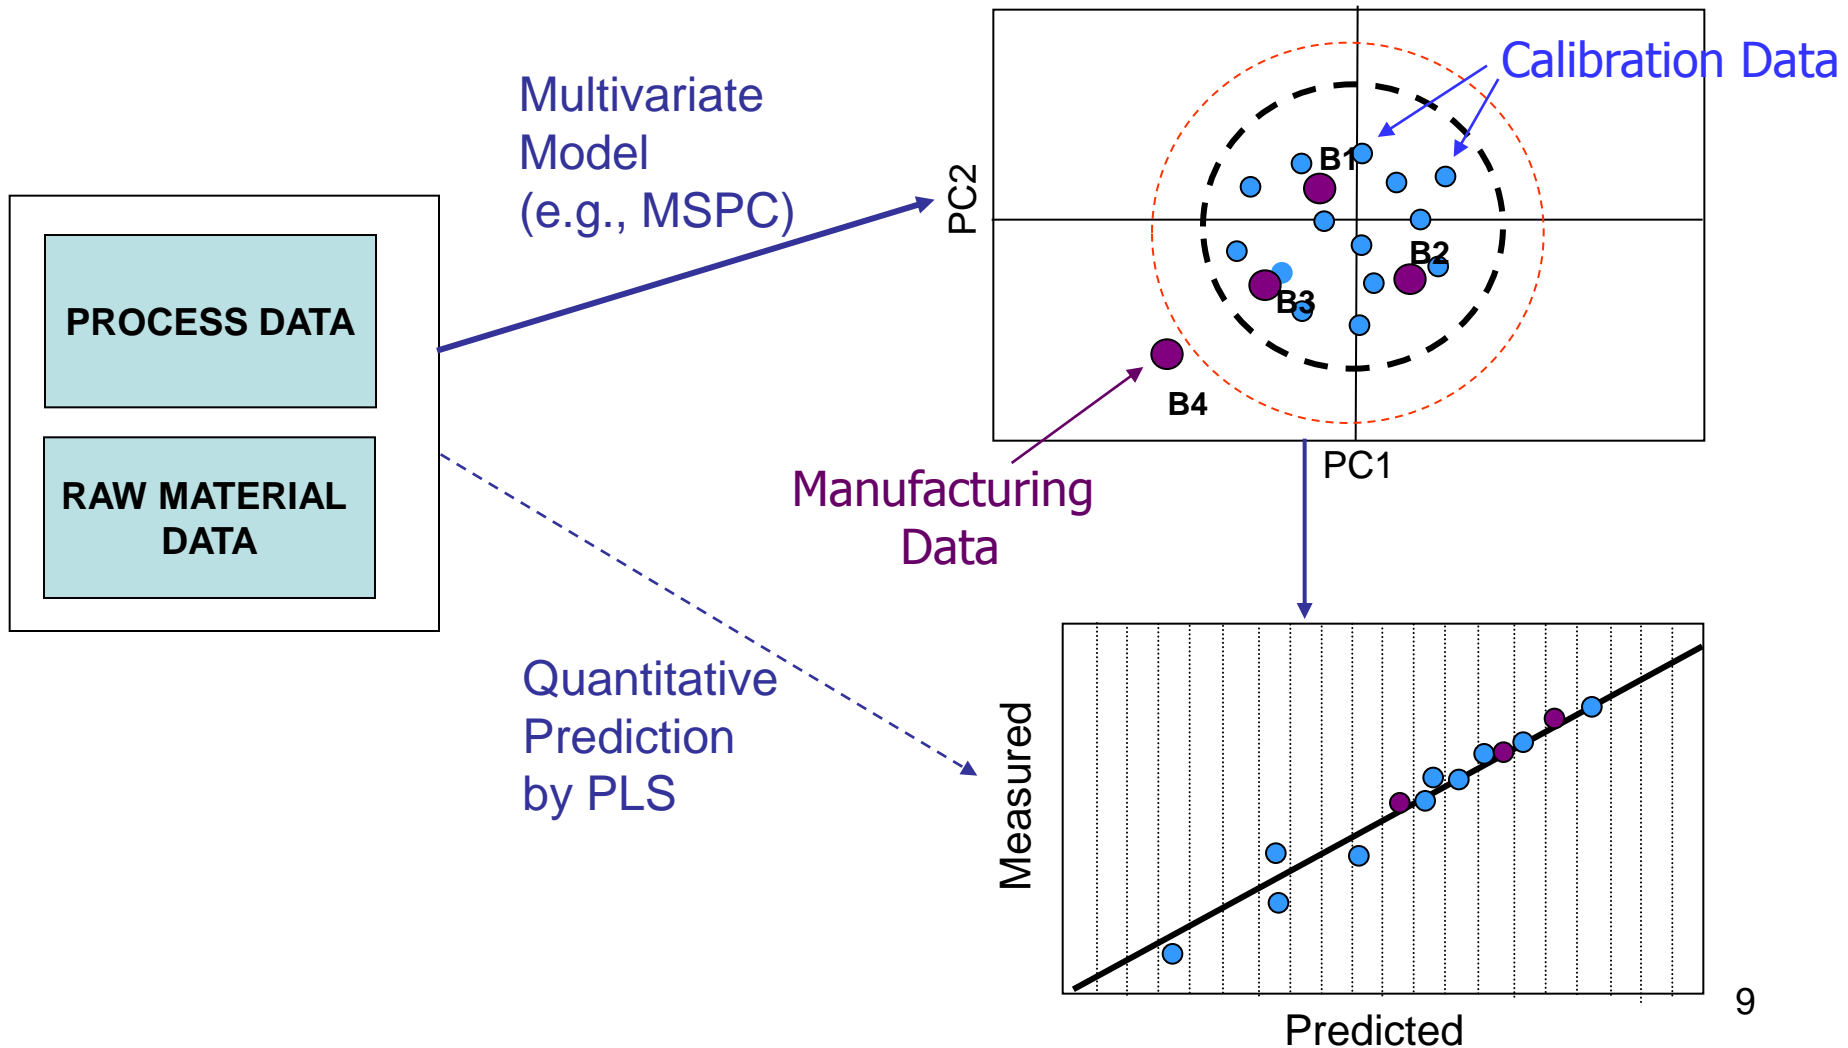 Multivariate
Model
(e.g., MSPC)
PROCESS DATA
RAW MATERIAL
DATA
Calibration Data
PC2
B1
B2
B3
B4
PC1
Manufacturing
Data
Quantitative
Prediction
by PLS
Measured
Predicted
9